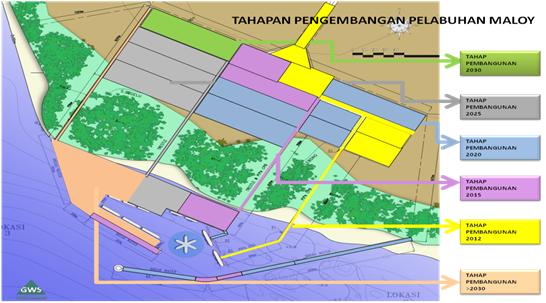 TAHAPAN PENGEMBANGAN PELABUHAN MALOY
TAHAP
PEMBANGUNAN
2030
TAHAP
PEMBANGUNAN
2025
TAHAP
PEMBANGUNAN
2020
TAHAP
PEMBANGUNAN
2015
TAHAP
PEMBANGUNAN
2012
TAHAP
PEMBANGUNAN
>2030
LOKASI
3
GWS
LOKASI